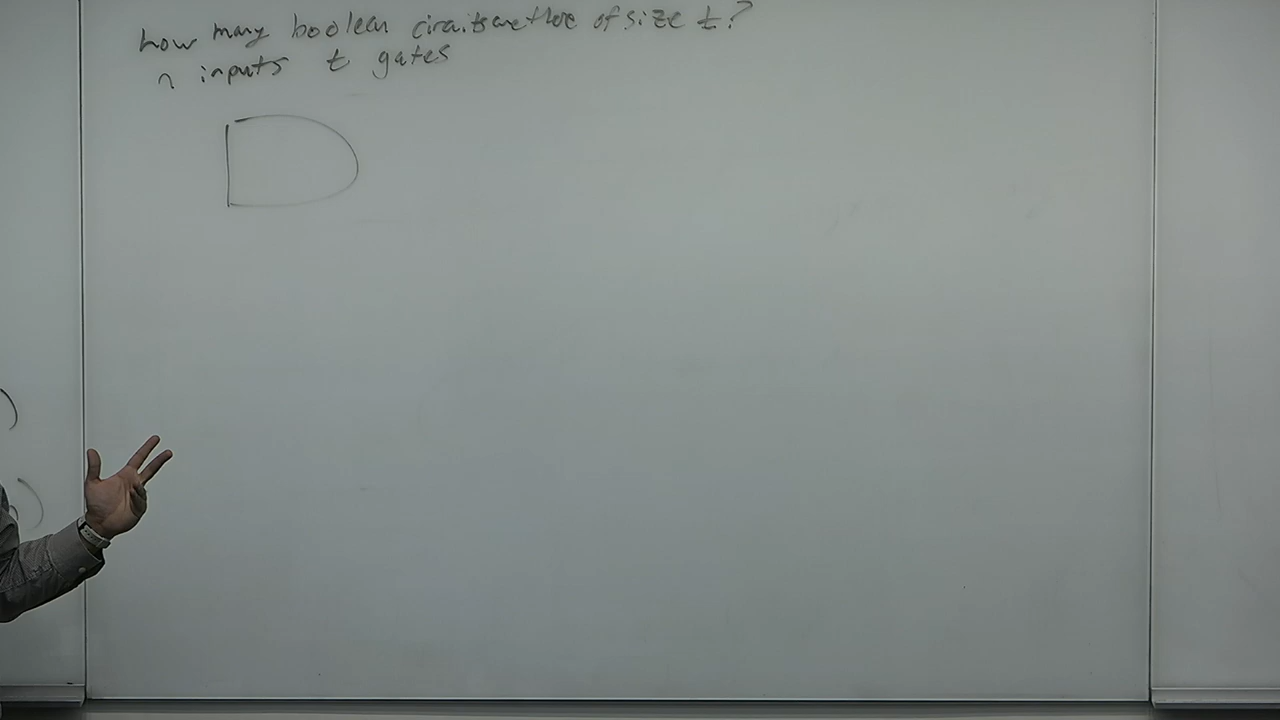 how many boolean circuits are there of size t?
n inputs t gates